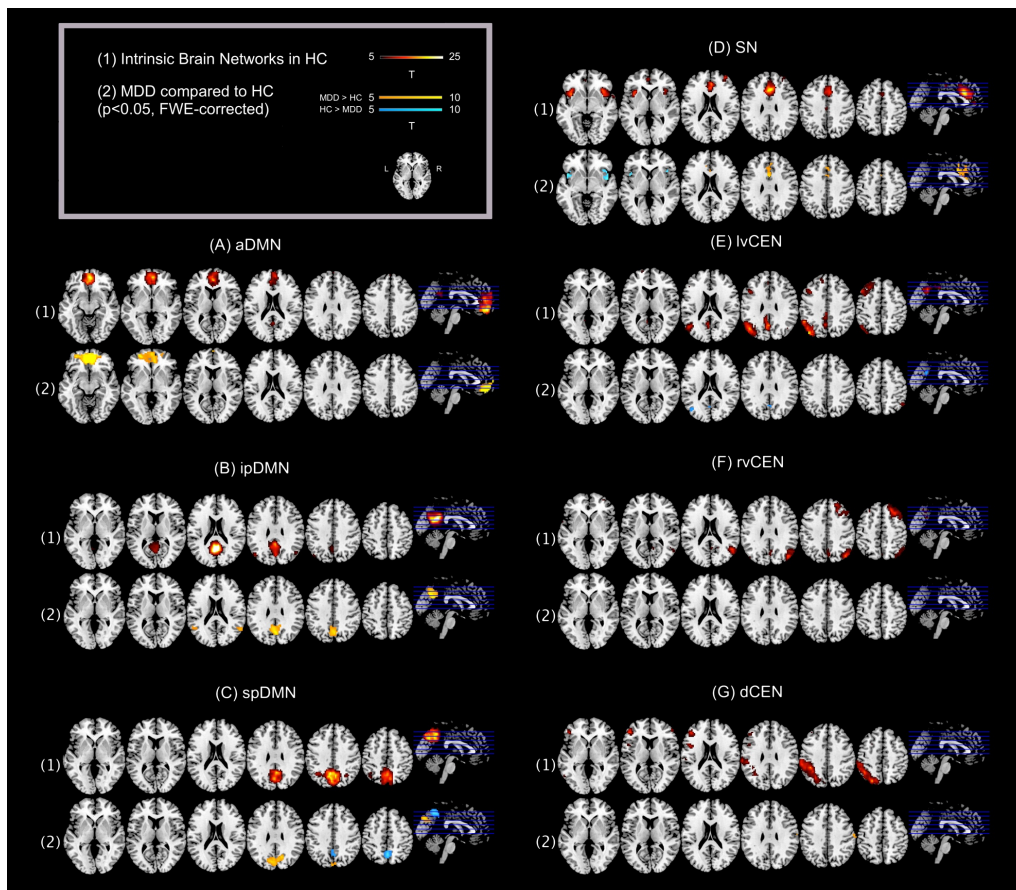 (1) Intrinsic Brain Networks in HC
5 25
T
(2) MDD compared to HC
(p<0.05, FWE-corrected)
MDD > HC 5 10
HC > MDD 5 10
T
L R
(A) aDMN
(1)
(2)
(B) ipDMN
(1)
(2)
(C) spDMN
(1)
(2)
(D) SN
(1)
(2)
(E) lvCEN
(1)
(2)
(F) rvCEN
(1)
(2)
(G) dCEN
(1)
(2)